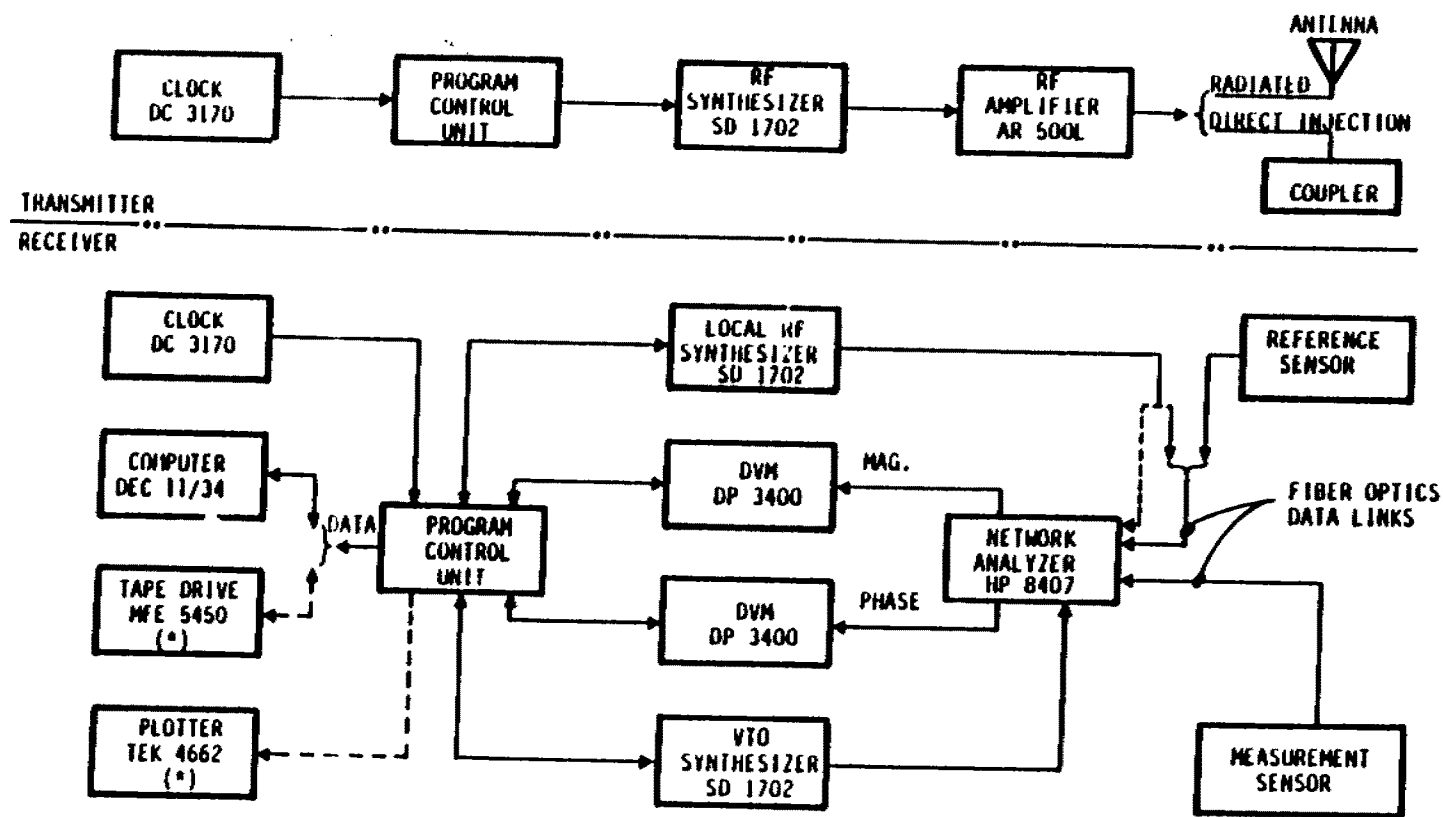 ANTENNA
CLOCK
DC 3170
PROGRAM
CONTROL
UNIT
RF
SYNTHESIZER
SD 1702
RF
AMPLIFIER
AR 500L
RADIATED
DIRECT INJECTION
COUPLER
TRANSMITTER
RECEIVER
CLOCK
DC 3170
LOCAL RF
SYNTHESIZER
SD 1702
REFERENCE
SENSOR
COMPUTER
DEC 11/34
DVM
DP 3400
MAG.
FIBER OPTICS
DATA LINKS
DATA
PROGRAM
CONTROL
UNIT
NETWORK
ANALYZER
HP 8407
TAPE DRIVE
MFE 5450
(*)
DVM
DP 3400
PHASE
PLOTTER
TEK 4662
(*)
VTO
SYNTHESIZER
SD 1702
MEASUREMENT
SENSOR